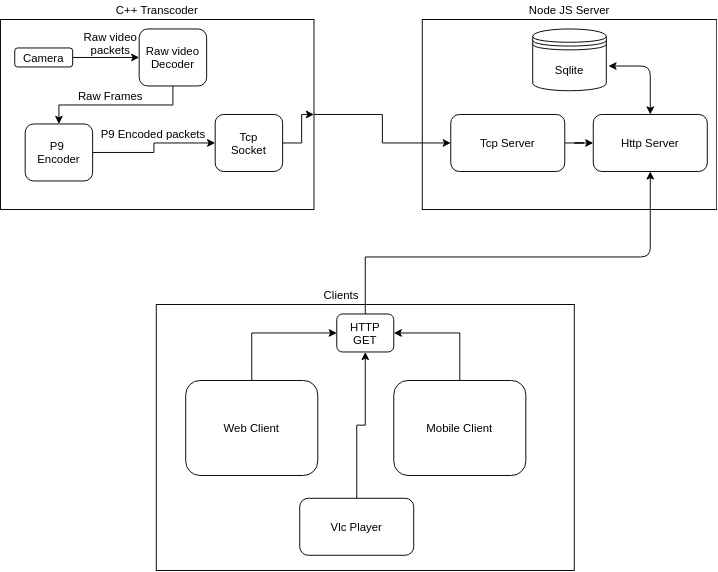 C++ Transcoder
Node JS Server
Raw video
packets
Camera
Raw video
Decoder
Sqlite
Raw Frames
P9 Encoded packets
P9
Encoder
Tcp
Socket
Tcp Server
Http Server
Clients
HTTP
GET
Web Client
Mobile Client
Vlc Player